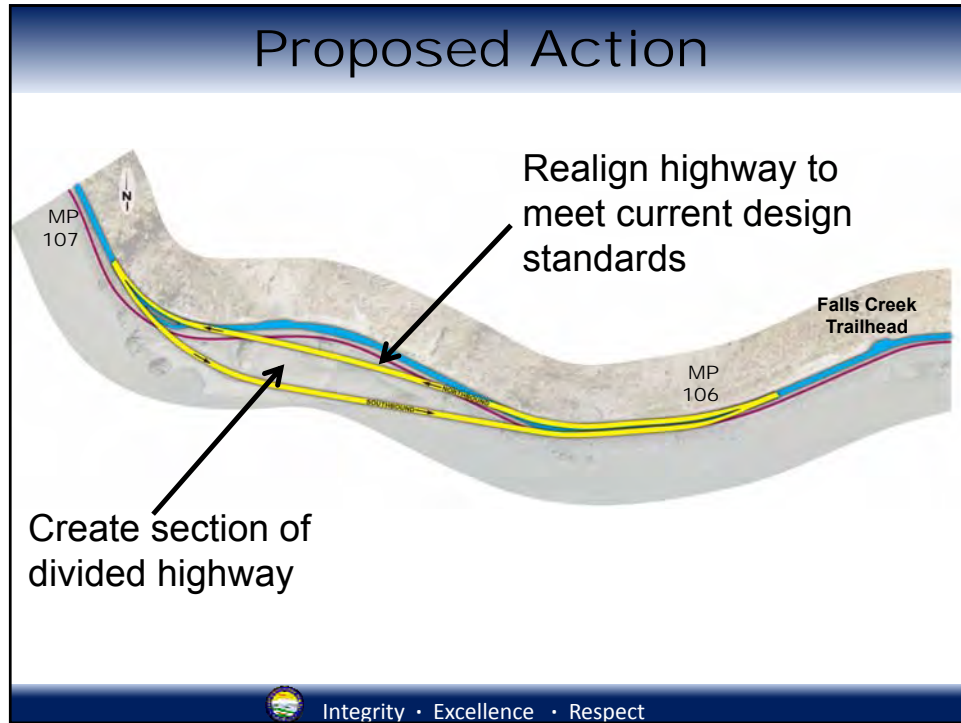 Proposed Action
Realign highway to
meet current design
standards
N
MP
107
Falls Creek
Trailhead
MP
106
NORTHBOUND
SOUTHBOUND
Create section of
divided highway
Integrity · Excellence · Respect